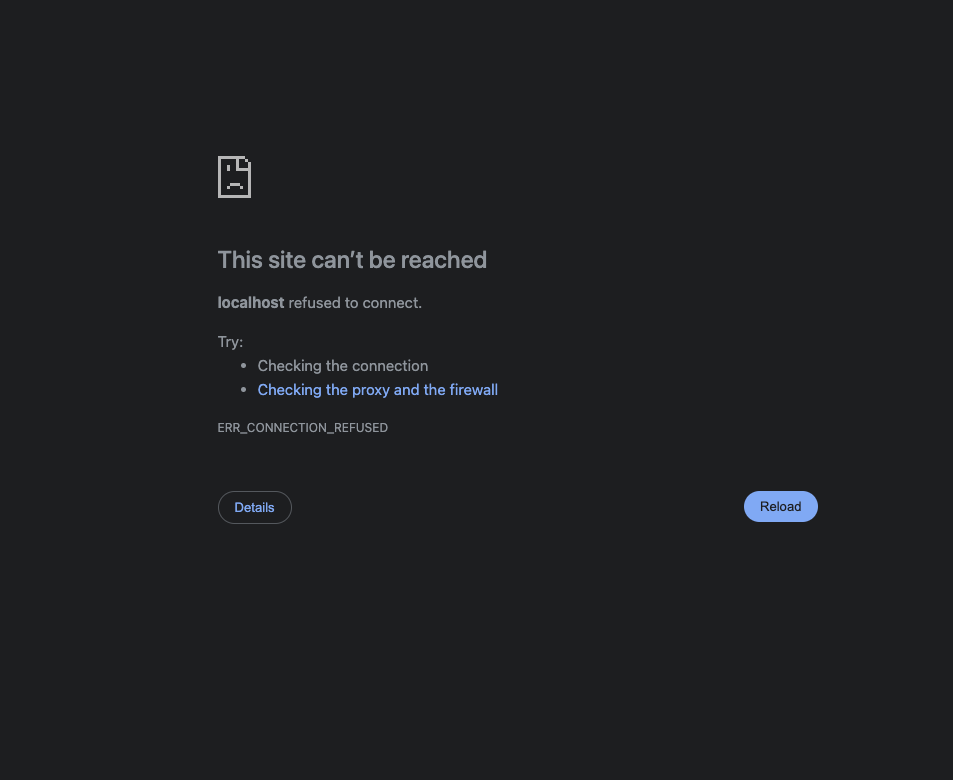 This site can’t be reached
localhost refused to connect.
Try:
• Checking the connection
• Checking the proxy and the firewall
ERR_CONNECTION_REFUSED
Details
Reload